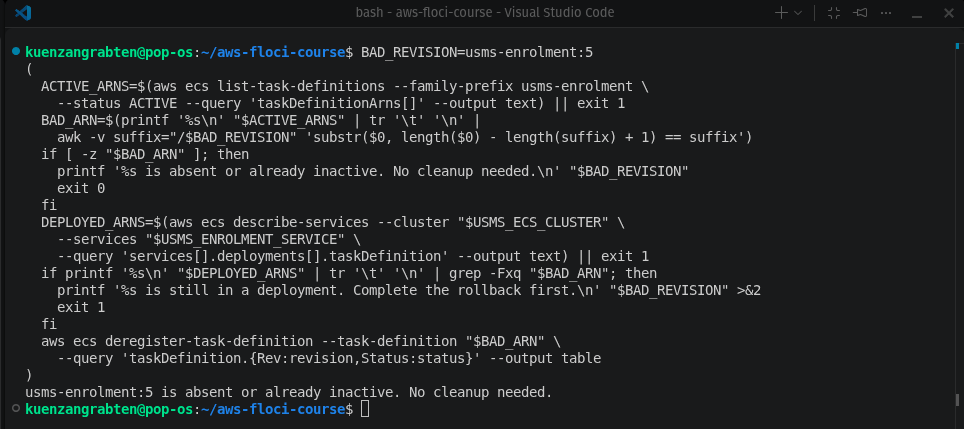 bash - aws-floci-course - Visual Studio Code
kuenzangrabten@pop-os:~/aws-floci-course$ BAD_REVISION=usms-enrolment:5
(
  ACTIVE_ARNS=$(aws ecs list-task-definitions --family-prefix usms-enrolment \
    --status ACTIVE --query 'taskDefinitionArns[]' --output text) || exit 1
  BAD_ARN=$(printf '%s\n' "$ACTIVE_ARNS" | tr '\t' '\n' |
    awk -v suffix="/$BAD_REVISION" 'substr($0, length($0) - length(suffix) + 1) == suffix')
  if [ -z "$BAD_ARN" ]; then
    printf '%s is absent or already inactive. No cleanup needed.\n' "$BAD_REVISION"
    exit 0
  fi
  DEPLOYED_ARNS=$(aws ecs describe-services --cluster "$USMS_ECS_CLUSTER" \
    --services "$USMS_ENROLMENT_SERVICE" \
    --query 'services[].deployments[].taskDefinition' --output text) || exit 1
  if printf '%s\n' "$DEPLOYED_ARNS" | tr '\t' '\n' | grep -Fxq "$BAD_ARN"; then
    printf '%s is still in a deployment. Complete the rollback first.\n' "$BAD_REVISION" >&2
    exit 1
  fi
  aws ecs deregister-task-definition --task-definition "$BAD_ARN" \
    --query 'taskDefinition.{Rev:revision,Status:status}' --output table
)
usms-enrolment:5 is absent or already inactive. No cleanup needed.
kuenzangrabten@pop-os:~/aws-floci-course$